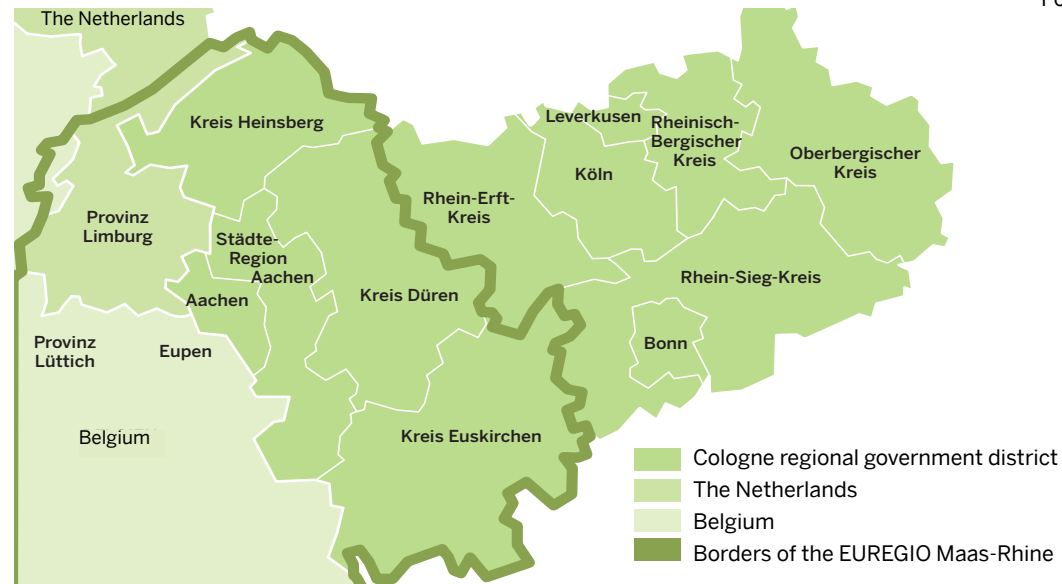 The Netherlands
Kreis Heinsberg
Leverkusen
Rheinisch-
Bergischer
Kreis
Oberbergischer
Kreis
Köln
Rhein-Erft-
Kreis
Provinz
Limburg
Städte-
Region
Aachen
Aachen
Kreis Düren
Rhein-Sieg-Kreis
Bonn
Provinz
Lüttich
Eupen
Belgium
Kreis Euskirchen
Cologne regional government district
The Netherlands
Belgium
Borders of the EUREGIO Maas-Rhine